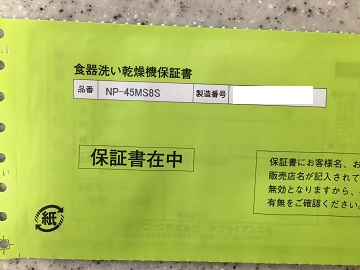 食器洗い乾燥機保証書
品番 NP-45MS8S 製造番号
保証書在中
保証書にお客様名、お
販売店名が記入されて
無効となりますから、
有無をご確認ください
紙